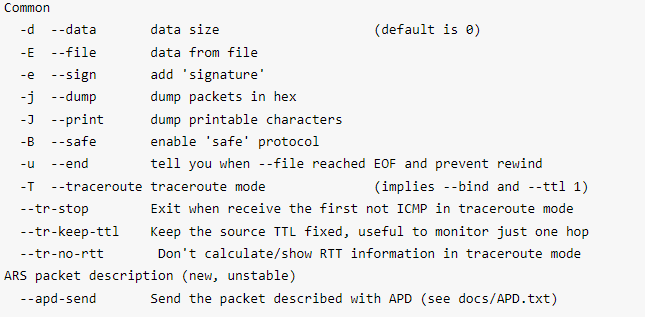 Common
  -d  --data       data size                    (default is 0)
  -E  --file       data from file
  -e  --sign       add 'signature'
  -j  --dump       dump packets in hex
  -J  --print      dump printable characters
  -B  --safe       enable 'safe' protocol
  -u  --end        tell you when --file reached EOF and prevent rewind
  -T  --traceroute traceroute mode              (implies --bind and --ttl 1)
  --tr-stop        Exit when receive the first not ICMP in traceroute mode
  --tr-keep-ttl    Keep the source TTL fixed, useful to monitor just one hop
  --tr-no-rtt       Don't calculate/show RTT information in traceroute mode
ARS packet description (new, unstable)
  --apd-send       Send the packet described with APD (see docs/APD.txt)